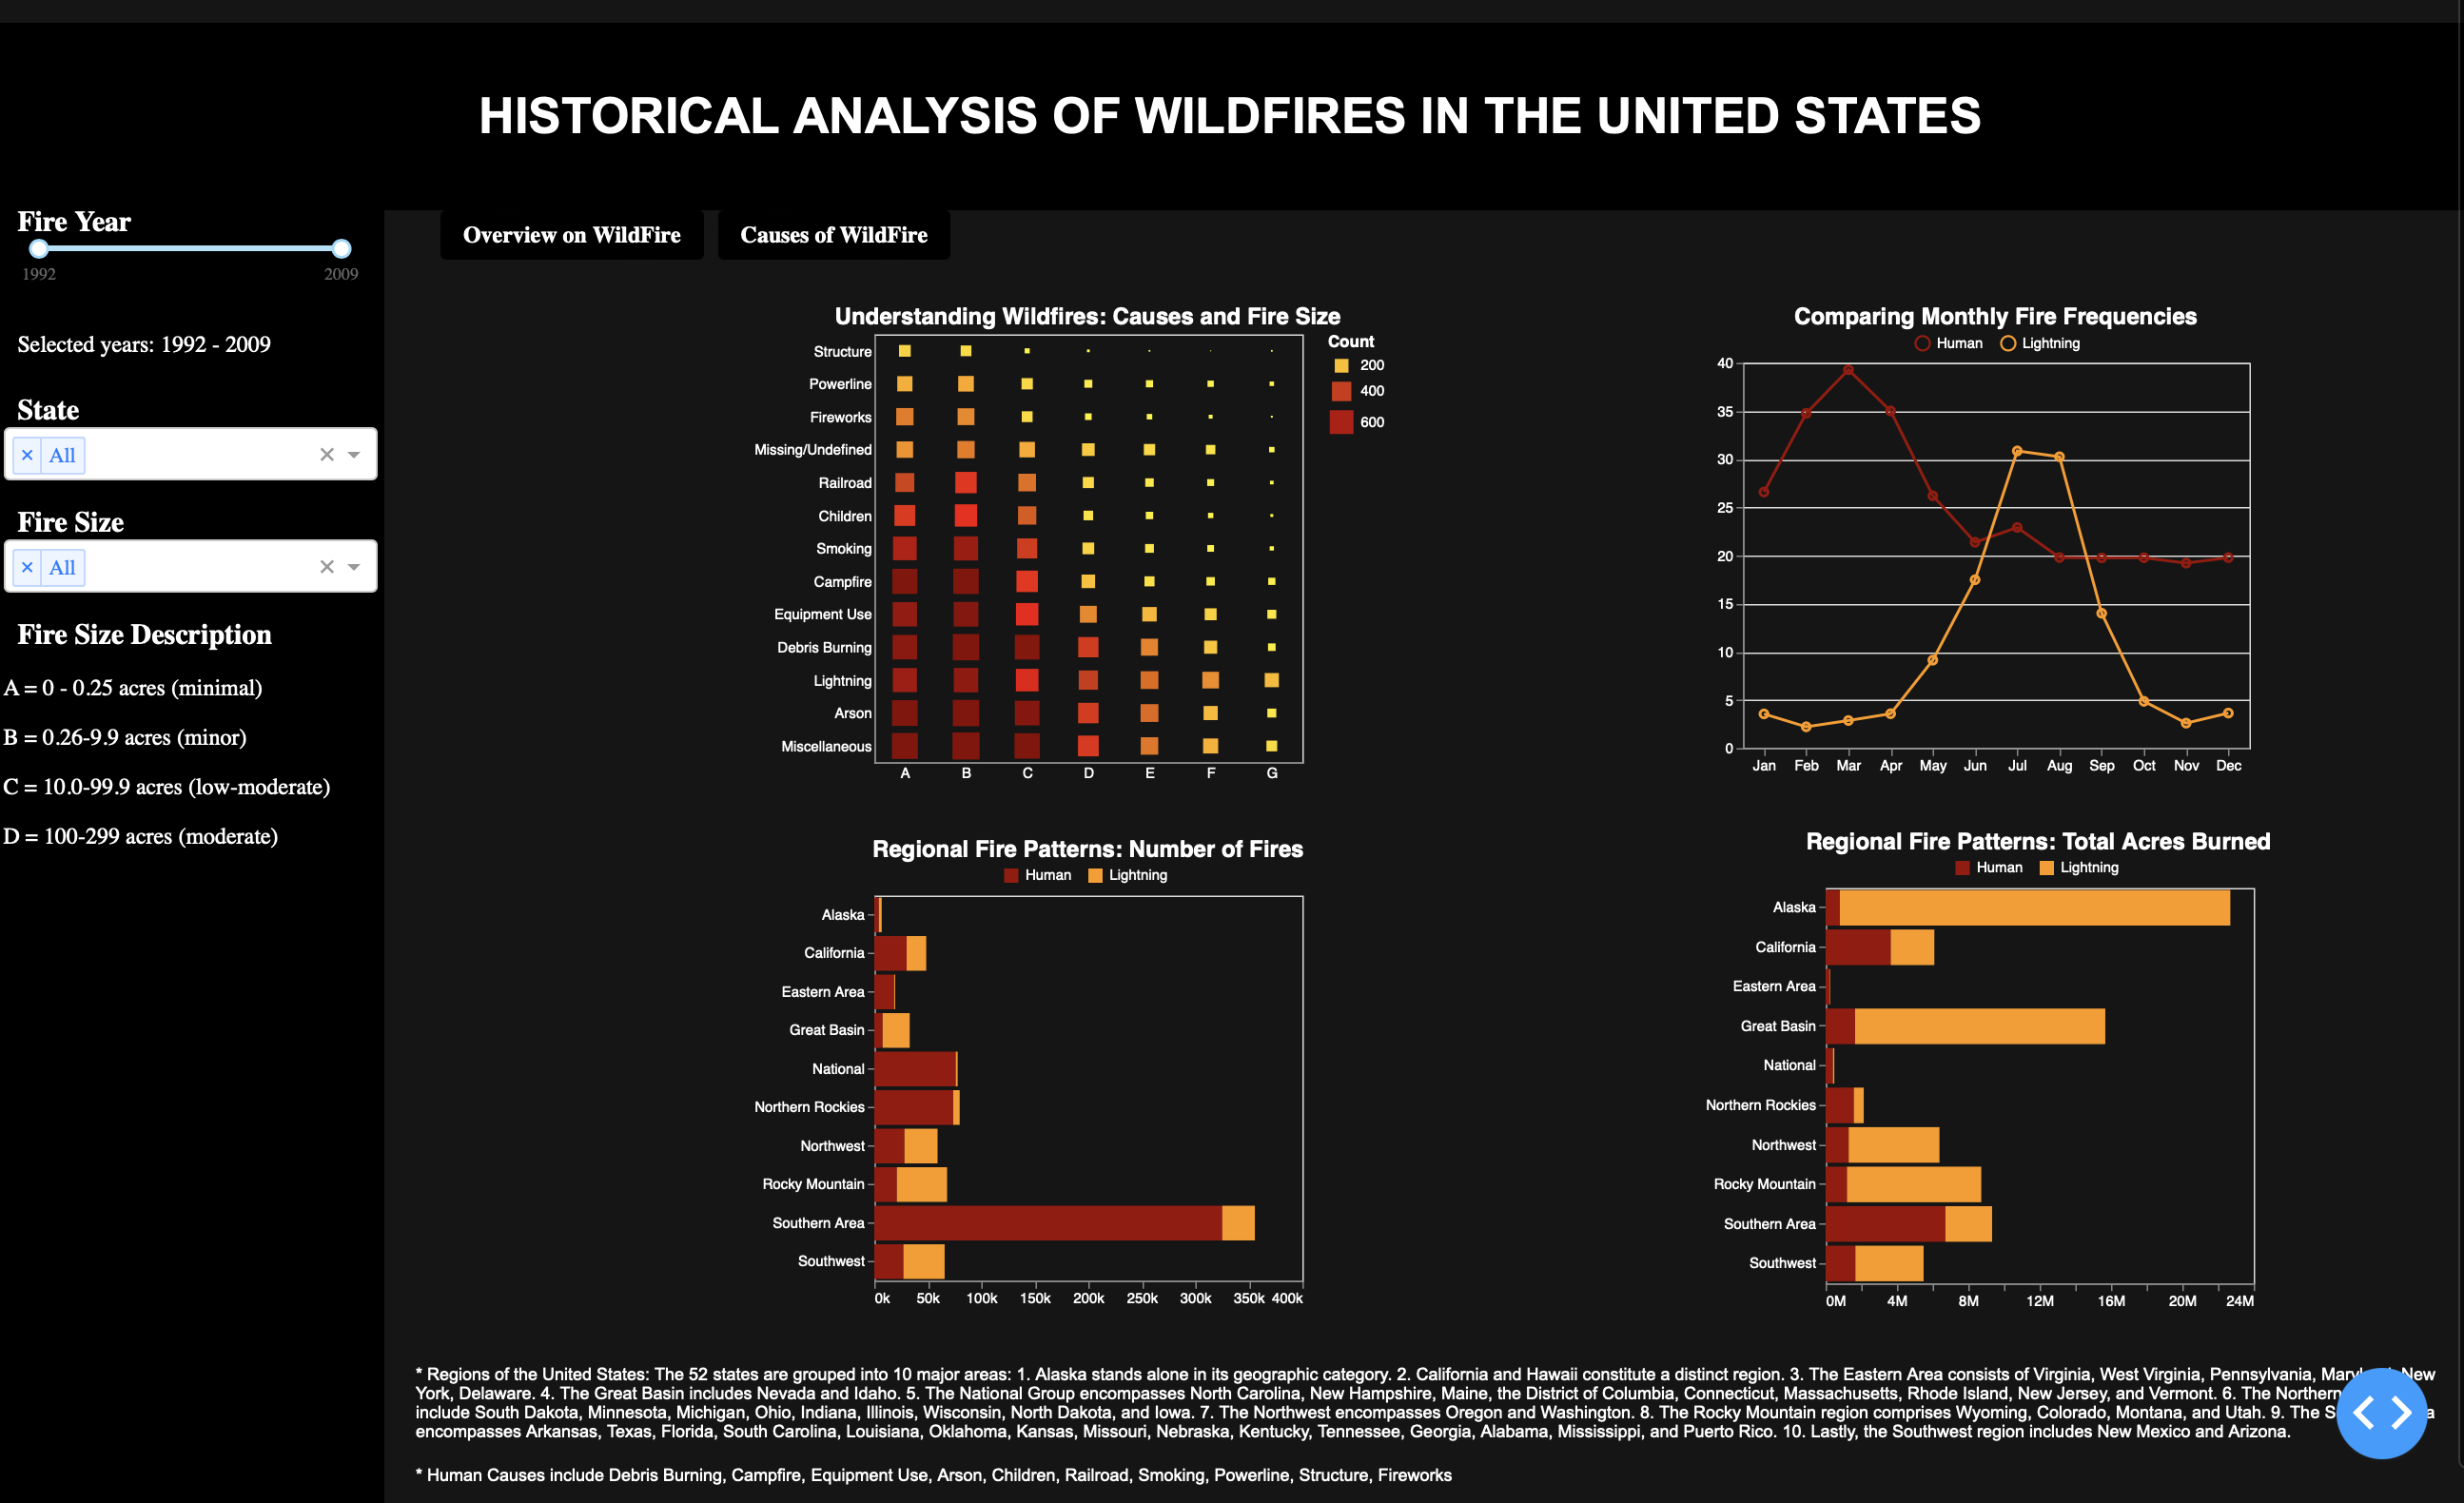 HISTORICAL ANALYSIS OF WILDFIRES IN THE UNITED STATES
Fire Year
1992 2009
Selected years: 1992 - 2009
State
× All
Fire Size
× All
Fire Size Description
A = 0 - 0.25 acres (minimal)
B = 0.26-9.9 acres (minor)
C = 10.0-99.9 acres (low-moderate)
D = 100-299 acres (moderate)
Overview on WildFire
Causes of WildFire
Understanding Wildfires: Causes and Fire Size
Structure
Powerline
Fireworks
Missing/Undefined
Railroad
Children
Smoking
Campfire
Equipment Use
Debris Burning
Lightning
Arson
Miscellaneous
A B C D E F G
Count
200
400
600
Comparing Monthly Fire Frequencies
Human Lightning
40
35
30
25
20
15
10
5
0
Jan Feb Mar Apr May Jun Jul Aug Sep Oct Nov Dec
Regional Fire Patterns: Number of Fires
Human Lightning
Alaska
California
Eastern Area
Great Basin
National
Northern Rockies
Northwest
Rocky Mountain
Southern Area
Southwest
0k 50k 100k 150k 200k 250k 300k 350k 400k
Regional Fire Patterns: Total Acres Burned
Human Lightning
Alaska
California
Eastern Area
Great Basin
National
Northern Rockies
Northwest
Rocky Mountain
Southern Area
Southwest
0M 4M 8M 12M 16M 20M 24M
* Regions of the United States: The 52 states are grouped into 10 major areas: 1. Alaska stands alone in its geographic category. 2. California and Hawaii constitute a distinct region. 3. The Eastern Area consists of Virginia, West Virginia, Pennsylvania, New
York, Delaware. 4. The Great Basin includes Nevada and Idaho. 5. The National Group encompasses North Carolina, New Hampshire, Maine, the District of Columbia, Connecticut, Massachusetts, Rhode Island, New Jersey, and Vermont. 6. The Northern
include South Dakota, Minnesota, Michigan, Ohio, Indiana, Illinois, Wisconsin, North Dakota, and Iowa. 7. The Northwest encompasses Oregon and Washington. 8. The Rocky Mountain region comprises Wyoming, Colorado, Montana, and Utah. 9. The
encompasses Arkansas, Texas, Florida, South Carolina, Louisiana, Oklahoma, Kansas, Missouri, Nebraska, Kentucky, Tennessee, Georgia, Alabama, Mississippi, and Puerto Rico. 10. Lastly, the Southwest region includes New Mexico and Arizona.
* Human Causes include Debris Burning, Campfire, Equipment Use, Arson, Children, Railroad, Smoking, Powerline, Structure, Fireworks